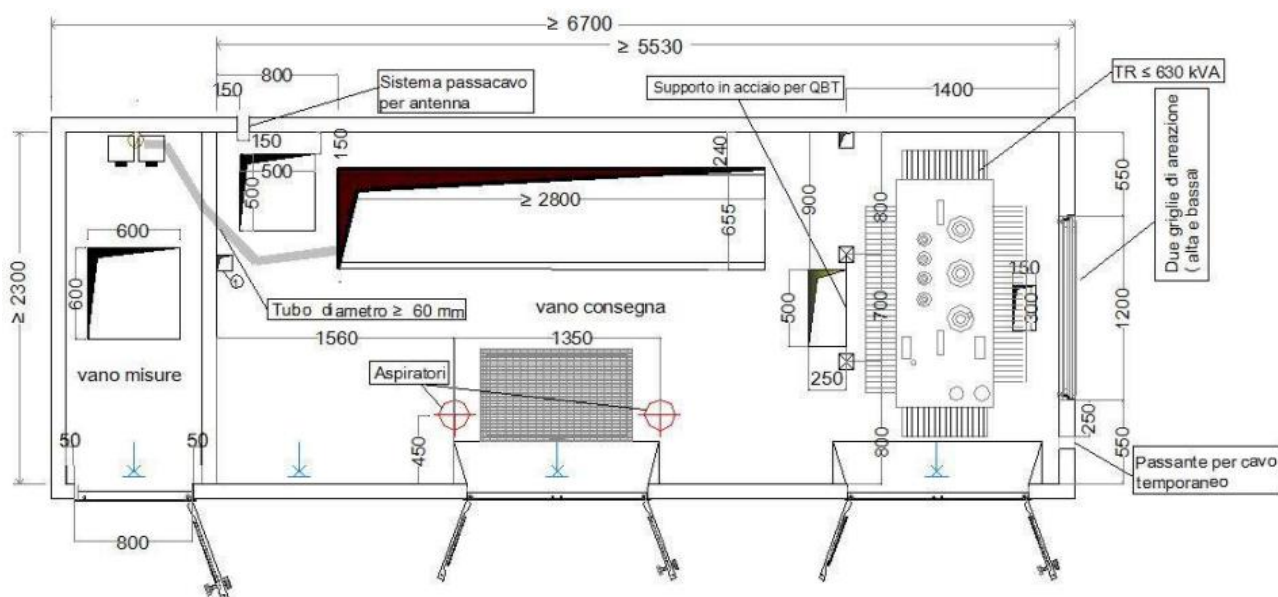 ≥ 6700
≥ 5530
800
150
Sistema passacavo
per antenna
Supporto in acciaio per QBT
TR ≤ 630 kVA
1400
Due griglie di areazione
( alta e bassa(
150
500
500
150
240
655
≥ 2800
900
800
550
≥ 2300
600
600
Tubo diametro ≥ 60 mm
vano consegna
500
700
150
300
1200
vano misure
1560
1350
Aspiratori
250
250
50
50
450
800
550
Passante per cavo
temporaneo
800